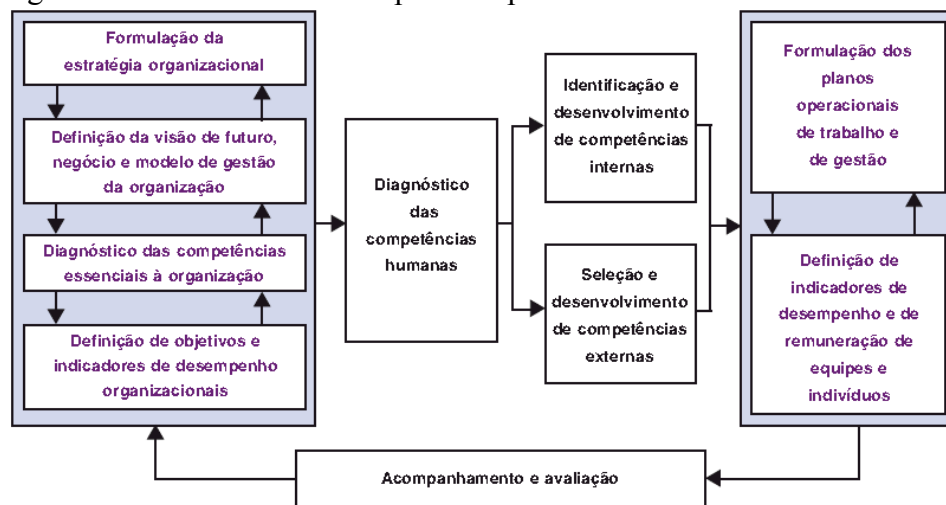 Formulação da
estratégia organizacional
Definição da visão de futuro,
negócio e modelo de gestão
da organização
Diagnóstico das competências
essenciais à organização
Definição de objetivos e
indicadores de desempenho
organizacionais
Diagnóstico
das
competências
humanas
Identificação e
desenvolvimento
de competências
internas
Seleção e
desenvolvimento
de competências
externas
Formulação dos
planos
operacionais
de trabalho e
de gestão
Definição de
indicadores de
desempenho e de
remuneração de
equipes e
indivíduos
Acompanhamento e avaliação